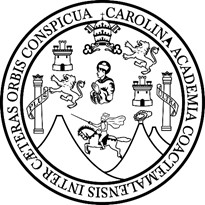 CAROLINA ACADEMIA COACTEMALENSIS INTER CÆTERAS ORBIS CONSPICUA